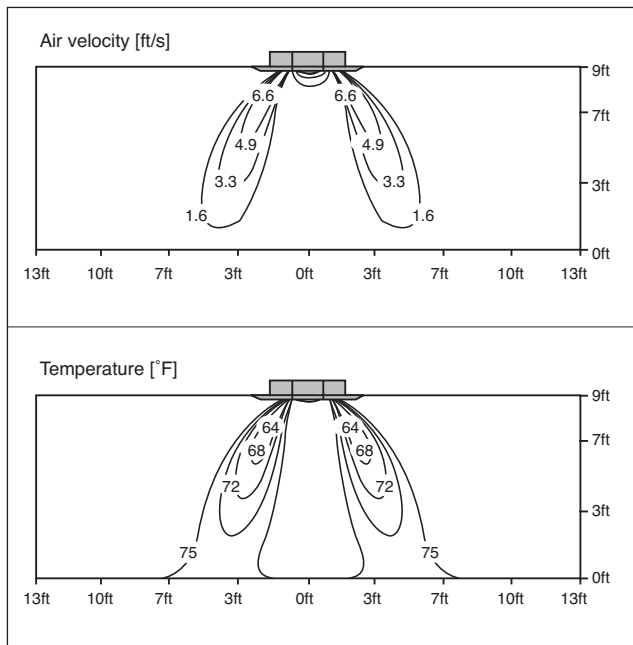 Air velocity [ft/s]
9ft
6.6 6.6
7ft
4.9 4.9
3.3 3.3
3ft
1.6 1.6
0ft
13ft 10ft 7ft 3ft 0ft 3ft 7ft 10ft 13ft
Temperature [˚F]
9ft
64 64
7ft
68 68
72 72
3ft
75 75
0ft
13ft 10ft 7ft 3ft 0ft 3ft 7ft 10ft 13ft